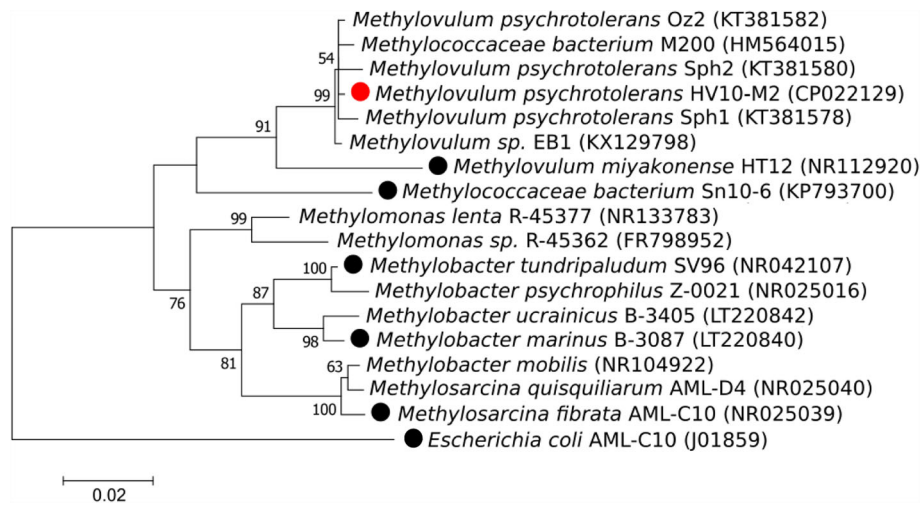 Methylovulum psychrotolerans Oz2 (KT381582)
Methylococcaceae bacterium M200 (HM564015)
54
Methylovulum psychrotolerans Sph2 (KT381580)
99
Methylovulum psychrotolerans HV10-M2 (CP022129)
Methylovulum psychrotolerans Sph1 (KT381578)
91
Methylovulum sp. EB1 (KX129798)
Methylovulum miyakonense HT12 (NR112920)
Methylococcaceae bacterium Sn10-6 (KP793700)
99
Methylomonas lenta R-45377 (NR133783)
Methylomonas sp. R-45362 (FR798952)
100
Methylobacter tundripaludum SV96 (NR042107)
87
Methylobacter psychrophilus Z-0021 (NR025016)
76
Methylobacter ucrainicus B-3405 (LT220842)
98
Methylobacter marinus B-3087 (LT220840)
81
63
Methylobacter mobilis (NR104922)
Methylosarcina quisquiliarum AML-D4 (NR025040)
100
Methylosarcina fibrata AML-C10 (NR025039)
Escherichia coli AML-C10 (J01859)
0.02